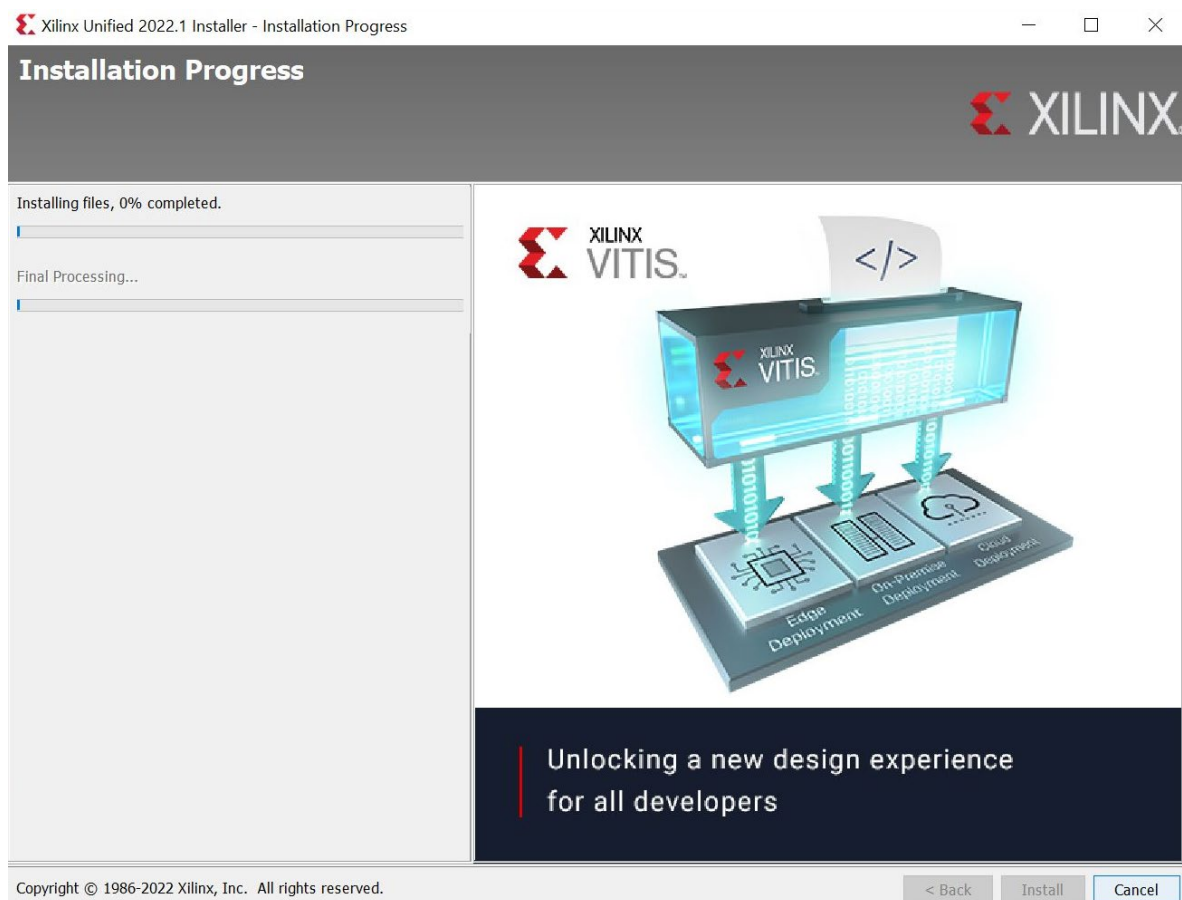 Xilinx Unified 2022.1 Installer - Installation Progress
Installation Progress
XILINX
Installing files, 0% completed.
Final Processing...
XILINX
VITIS
</>
XILINX
VITIS
Edge
Deployment
On-Premise
Deployment
Cloud
Deployment
Unlocking a new design experience
for all developers
Copyright © 1986-2022 Xilinx, Inc. All rights reserved.
< Back Install Cancel